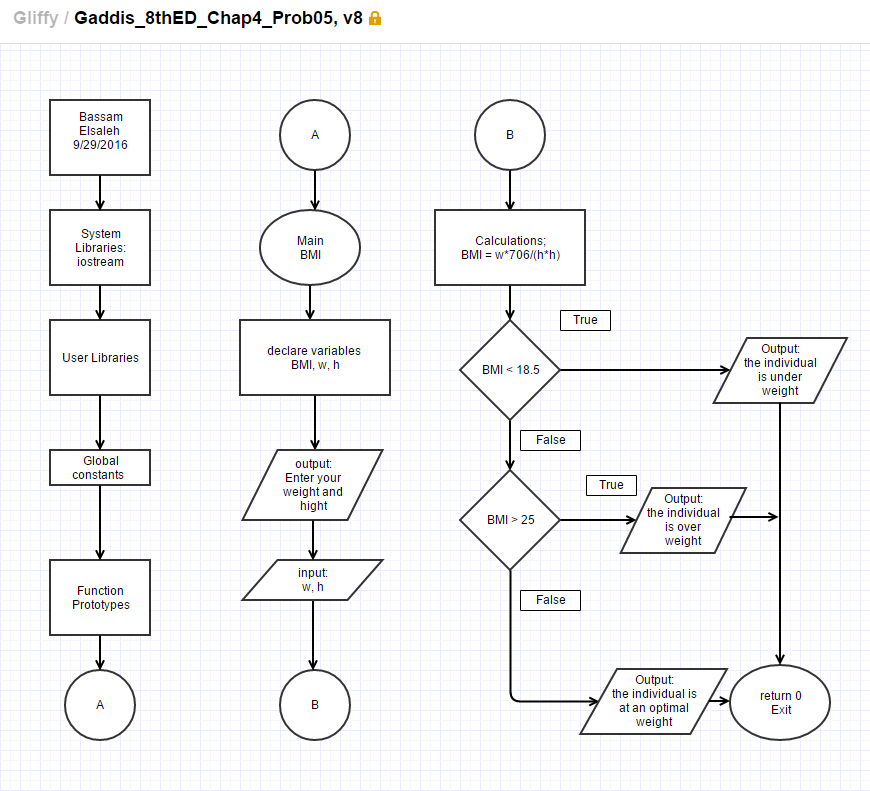 Gliffy / Gaddis_8thED_Chap4_Prob05, v8
Bassam
Elsaleh
9/29/2016
System
Libraries:
iostream
User Libraries
Global
constants
Function
Prototypes
A
A
Main
BMI
declare variables
BMI, w, h
output:
Enter your
weight and
hight
input:
w, h
B
B
Calculations;
BMI = w*706/(h*h)
BMI < 18.5
True
Output:
the individual
is under
weight
False
BMI > 25
True
Output:
the individual
is over
weight
False
Output:
the individual is
at an optimal
weight
return 0
Exit